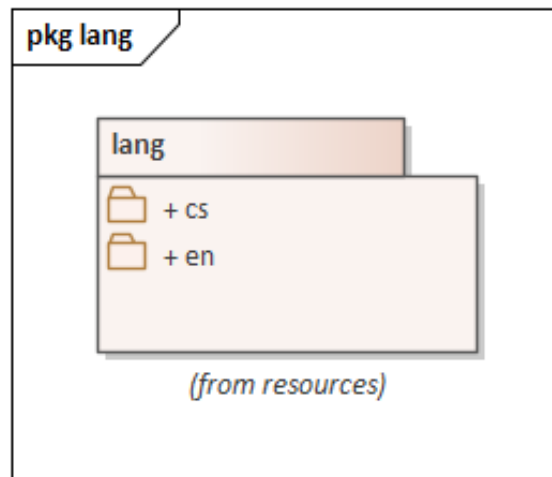 pkg lang
lang
+ cs
+ en
(from resources)